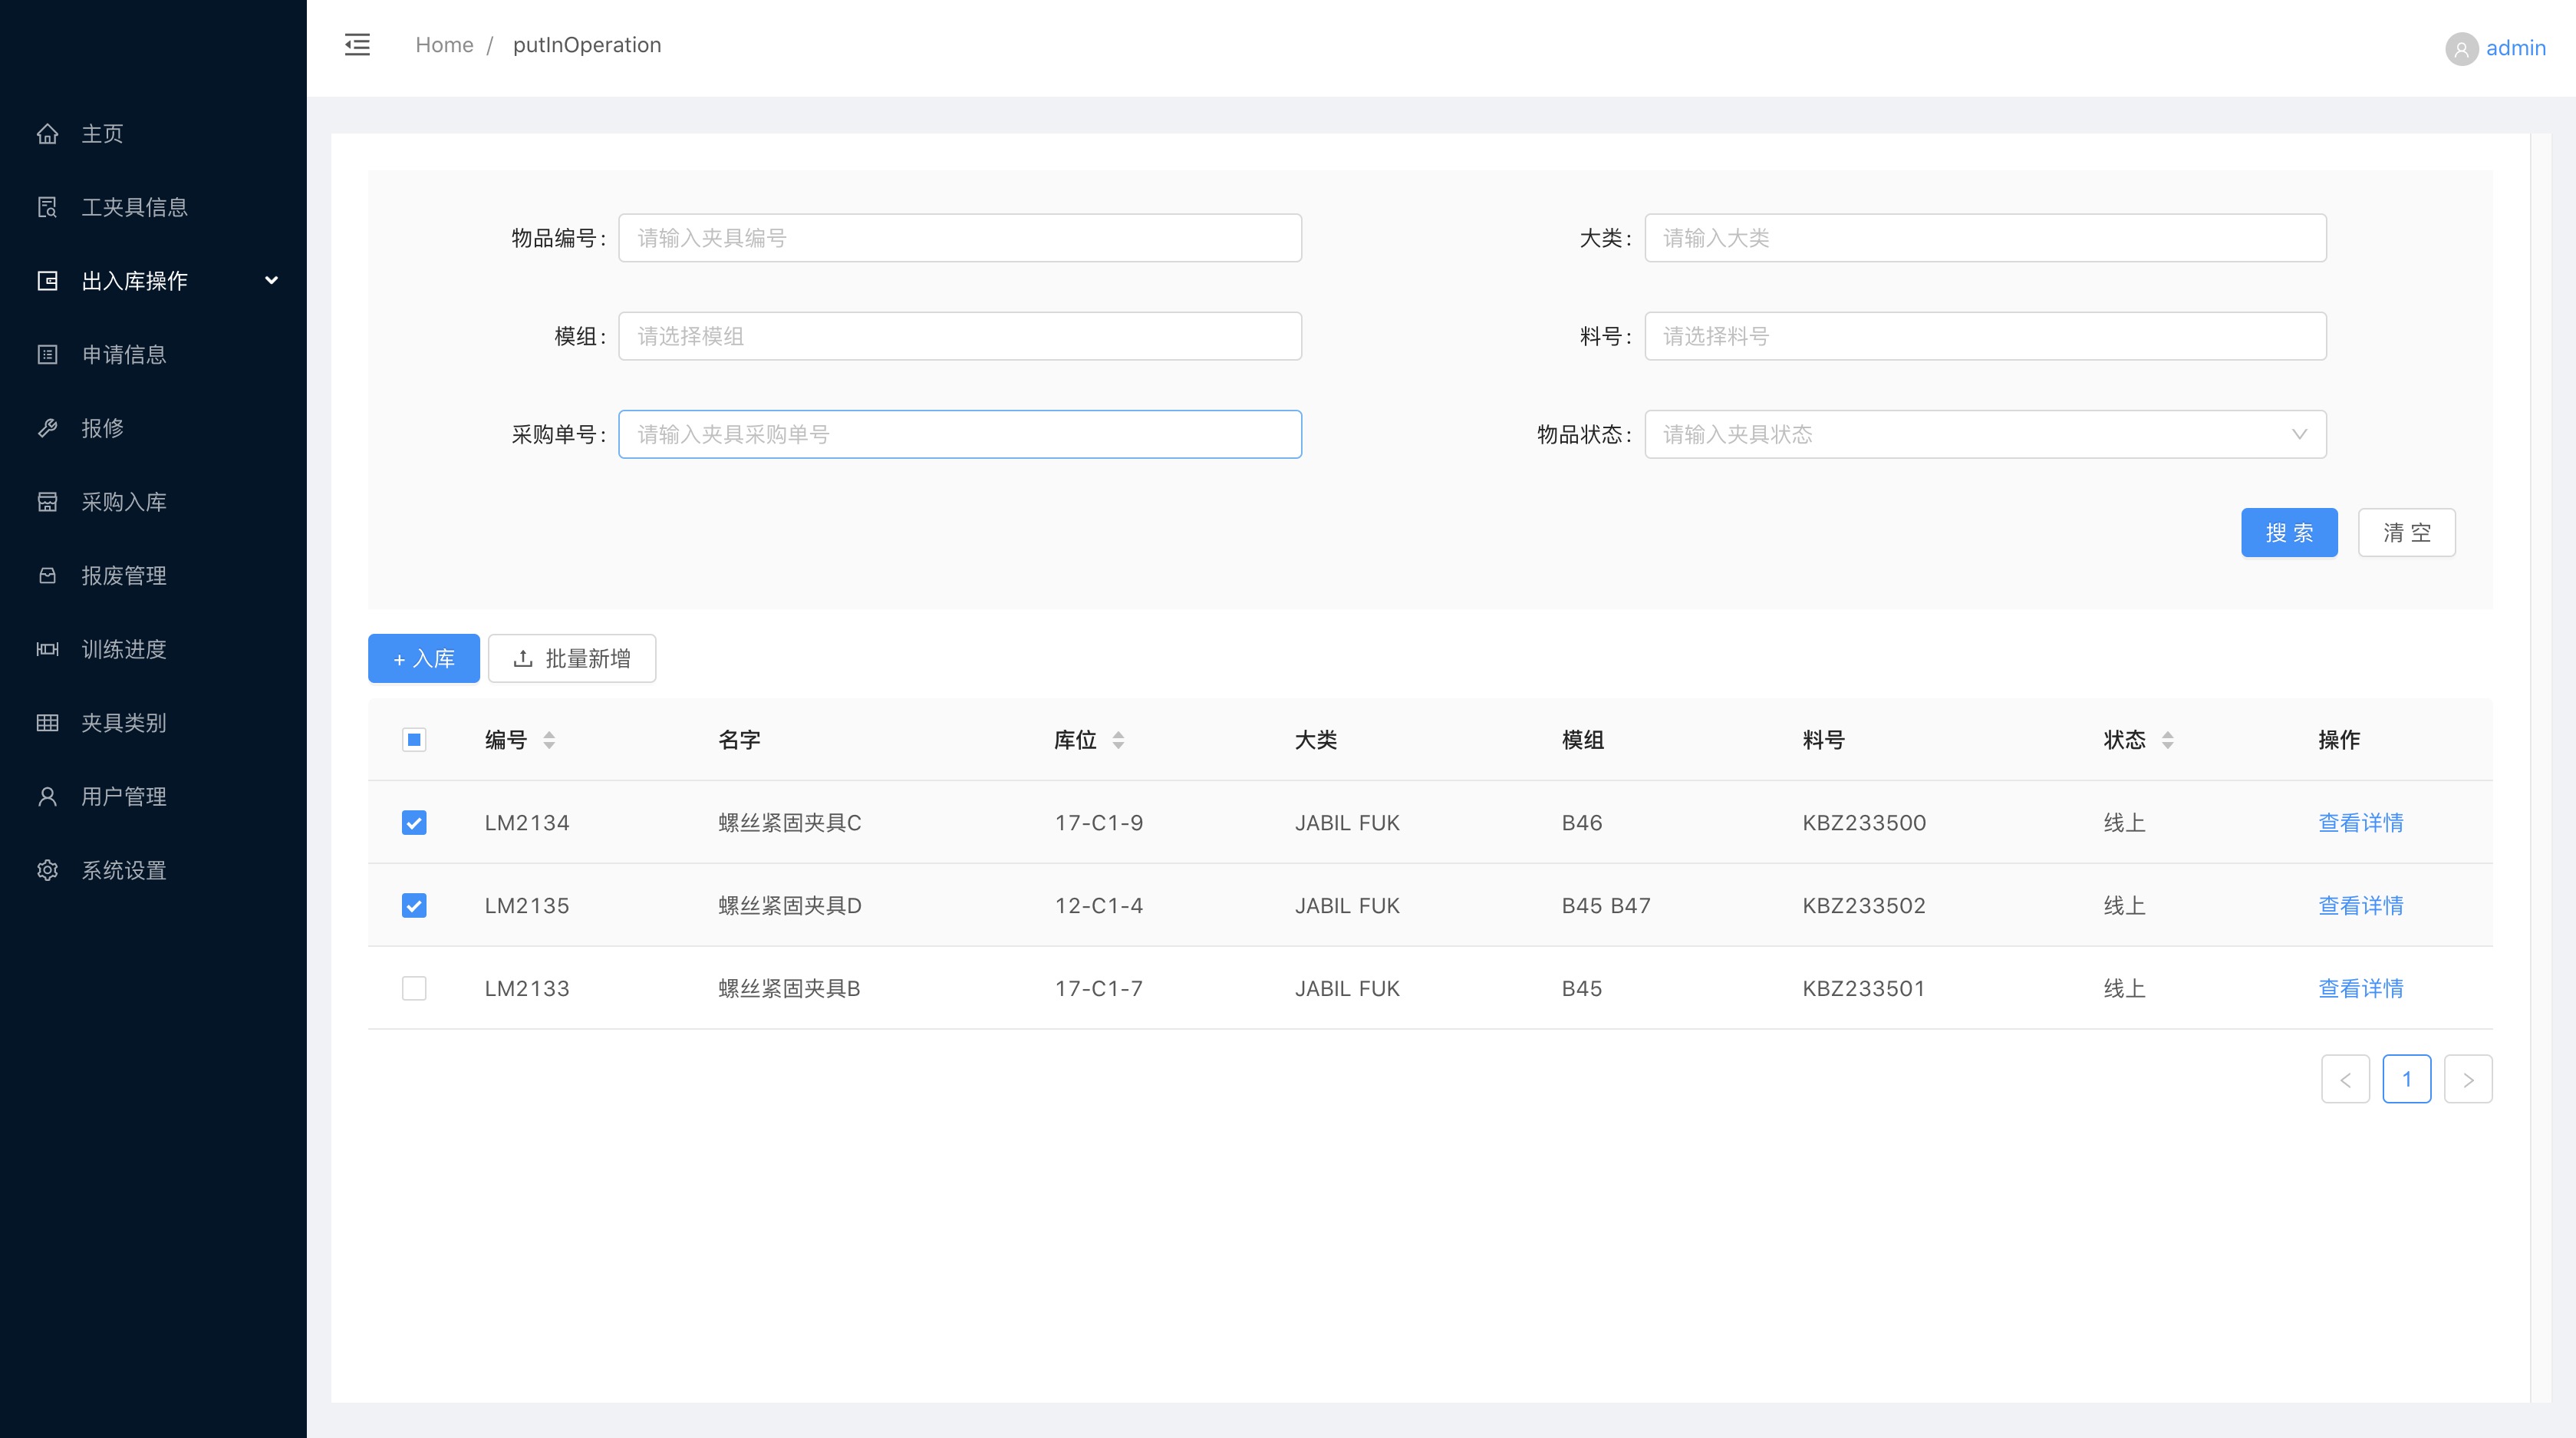 Home / putInOperation
admin
主页
工夹具信息
出入库操作
申请信息
报修
采购入库
报废管理
训练进度
夹具类别
用户管理
系统设置
物品编号: 请输入夹具编号
大类: 请输入大类
模组: 请选择模组
料号: 请选择料号
采购单号: 请输入夹具采购单号
物品状态: 请输入夹具状态
搜 索
清 空
+ 入库
批量新增
编号 名字 库位 大类 模组 料号 状态 操作
LM2134 螺丝紧固夹具C 17-C1-9 JABIL FUK B46 KBZ233500 线上 查看详情
LM2135 螺丝紧固夹具D 12-C1-4 JABIL FUK B45 B47 KBZ233502 线上 查看详情
LM2133 螺丝紧固夹具B 17-C1-7 JABIL FUK B45 KBZ233501 线上 查看详情
< 1 >